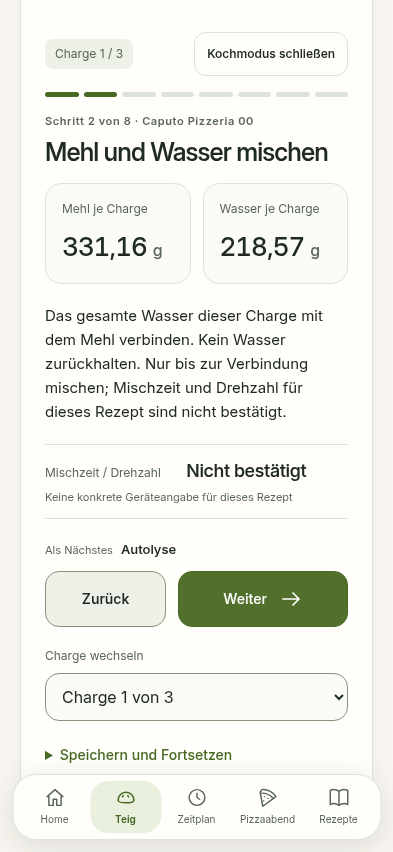 Charge 1 / 3
Kochmodus schließen
Schritt 2 von 8 · Caputo Pizzeria 00
Mehl und Wasser mischen
Mehl je Charge
331,16 g
Wasser je Charge
218,57 g
Das gesamte Wasser dieser Charge mit
dem Mehl verbinden. Kein Wasser
zurückhalten. Nur bis zur Verbindung
mischen; Mischzeit und Drehzahl für
dieses Rezept sind nicht bestätigt.
Mischzeit / Drehzahl Nicht bestätigt
Keine konkrete Geräteangabe für dieses Rezept
Als Nächstes Autolyse
Zurück
Weiter
Charge wechseln
Charge 1 von 3
Speichern und Fortsetzen
Home
Teig
Zeitplan
Pizzaabend
Rezepte